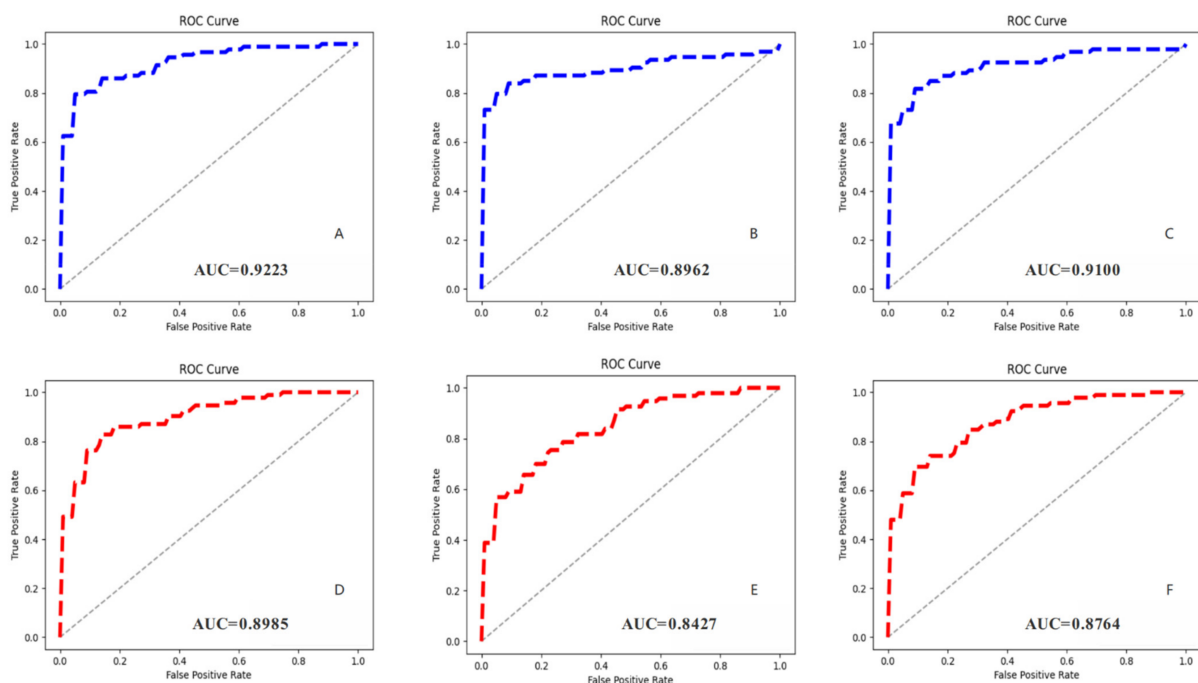 ROC Curve
1.0
0.8
0.6
0.4
0.2
0.0
True Positive Rate
A
AUC=0.9223
0.0 0.2 0.4 0.6 0.8 1.0
False Positive Rate
ROC Curve
1.0
0.8
0.6
0.4
0.2
0.0
True Positive Rate
B
AUC=0.8962
0.0 0.2 0.4 0.6 0.8 1.0
False Positive Rate
ROC Curve
1.0
0.8
0.6
0.4
0.2
0.0
True Positive Rate
C
AUC=0.9100
0.0 0.2 0.4 0.6 0.8 1.0
False Positive Rate
ROC Curve
1.0
0.8
0.6
0.4
0.2
0.0
True Positive Rate
D
AUC=0.8985
0.0 0.2 0.4 0.6 0.8 1.0
False Positive Rate
ROC Curve
1.0
0.8
0.6
0.4
0.2
0.0
True Positive Rate
E
AUC=0.8427
0.0 0.2 0.4 0.6 0.8 1.0
False Positive Rate
ROC Curve
1.0
0.8
0.6
0.4
0.2
0.0
True Positive Rate
F
AUC=0.8764
0.0 0.2 0.4 0.6 0.8 1.0
False Positive Rate